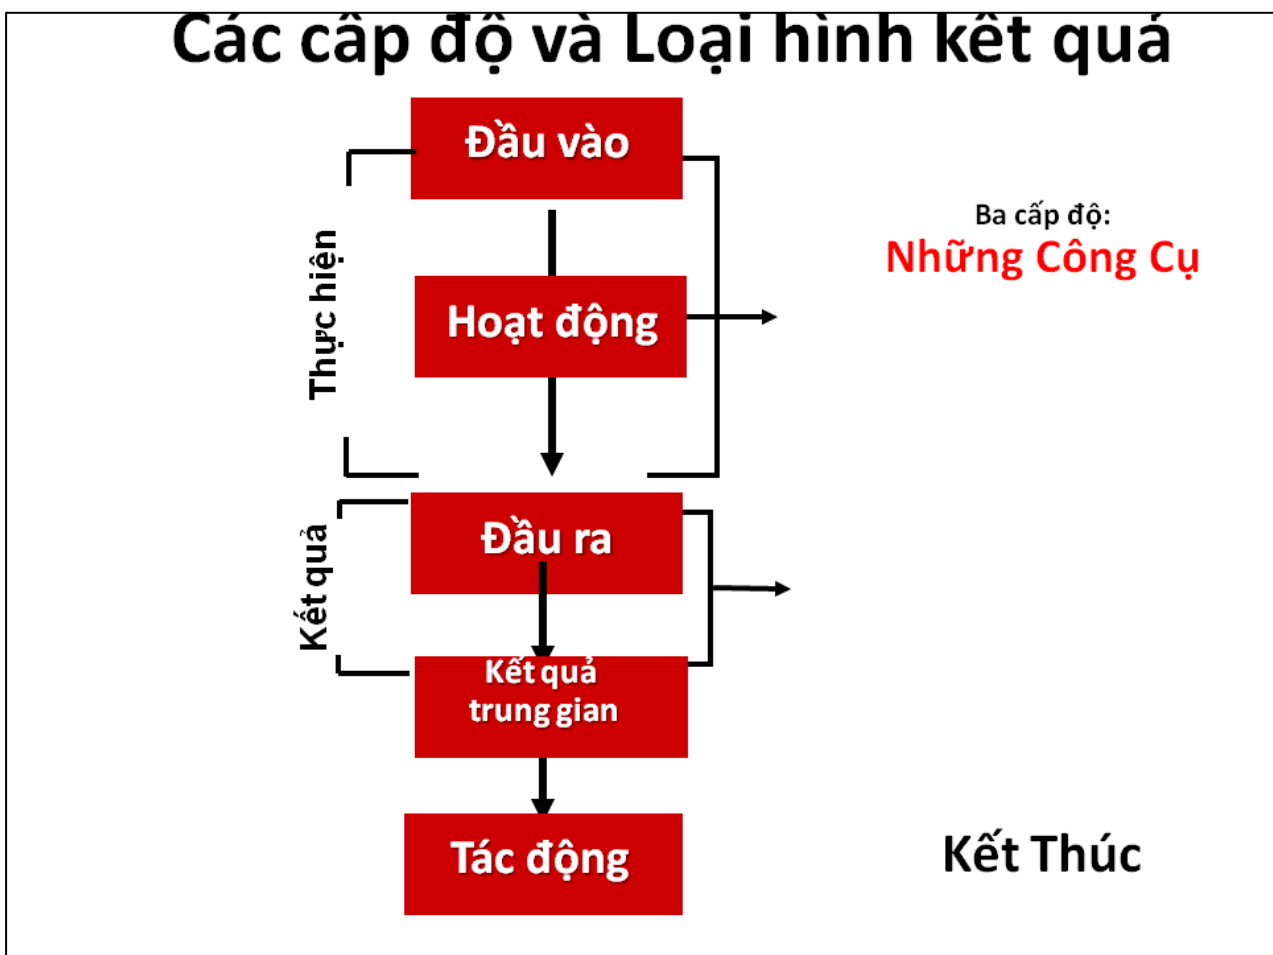 Các cấp độ và Loại hình kết quả
Đầu vào
Ba cấp độ:
Những Công Cụ
Thực hiện
Hoạt động
Đầu ra
Kết quả
Kết quả
trung gian
Tác động
Kết Thúc